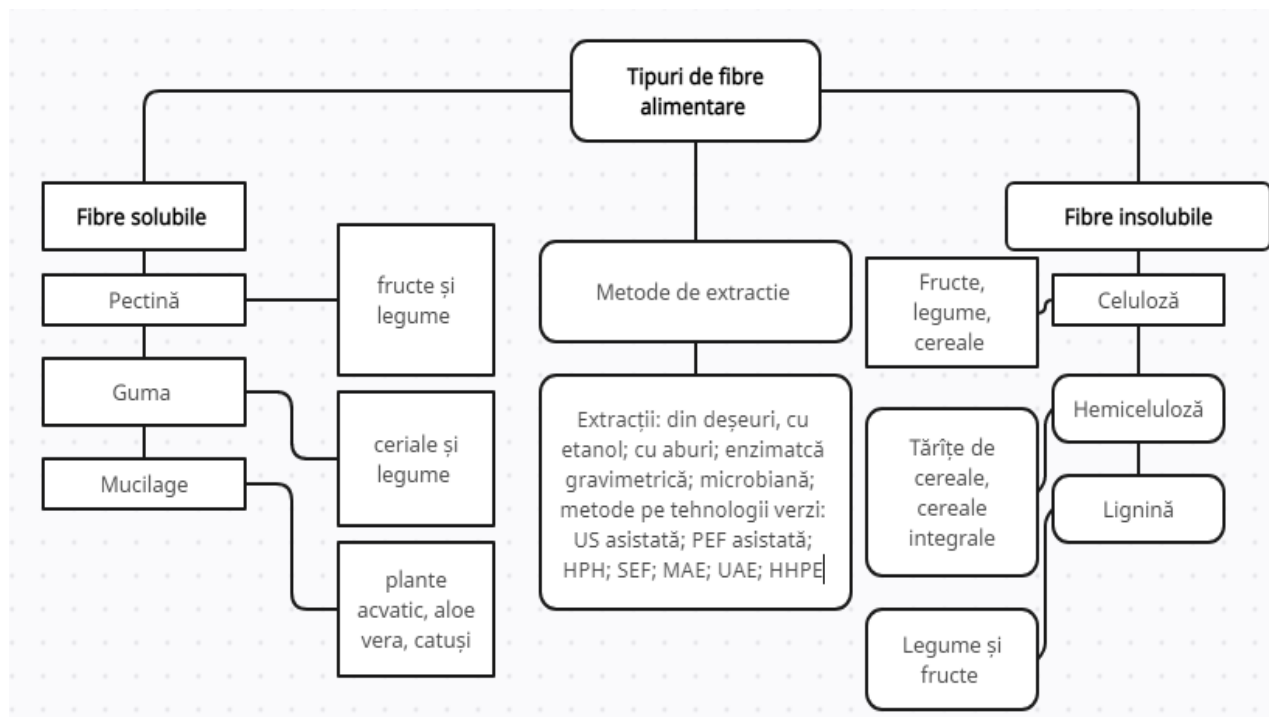 Tipuri de fibre
alimentare
Fibre solubile
Pectină
Guma
Mucilage
fructe și
legume
ceriale și
legume
plante
acvatic, aloe
vera, catuși
Metode de extractie
Extracții: din deșeuri, cu
etanol; cu aburi; enzimatcă
gravimetrică; microbiană;
metode pe tehnologii verzi:
US asistată; PEF asistată;
HPH; SEF; MAE; UAE; HHPE
Fibre insolubile
Fructe,
legume,
cereale
Celuloză
Hemiceluloză
Lignină
Tărîțe de
cereale,
cereale
integrale
Legume și
fructe